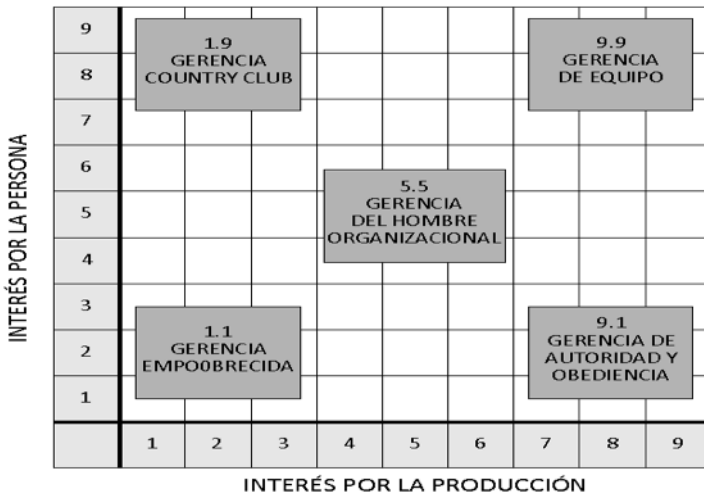 9
8
7
6
5
4
3
2
1
1.9
GERENCIA
COUNTRY CLUB
9.9
GERENCIA
DE EQUIPO
5.5
GERENCIA
DEL HOMBRE
ORGANIZACIONAL
1.1
GERENCIA
EMPO0BRECIDA
9.1
GERENCIA DE
AUTORIDAD Y
OBEDIENCIA
INTERÉS POR LA PERSONA
1 2 3 4 5 6 7 8 9
INTERÉS POR LA PRODUCCIÓN